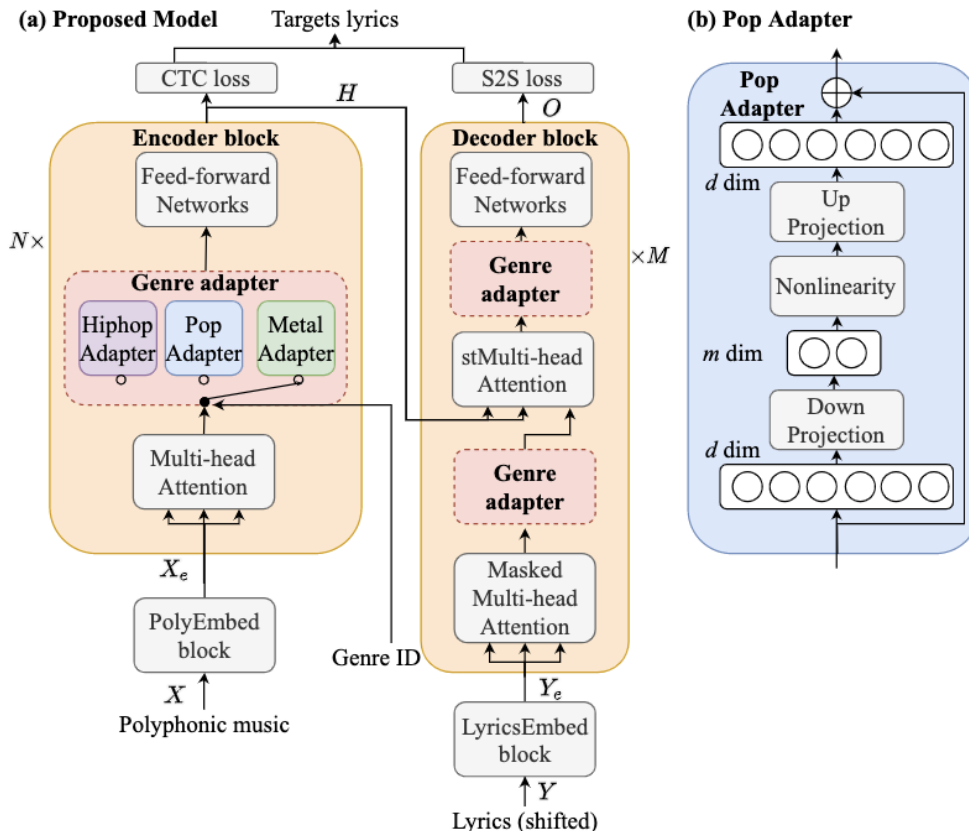 (a) Proposed Model
Targets lyrics
CTC loss
S2S loss
H
O
Encoder block
Feed-forward
Networks
N×
Genre adapter
Hiphop
Adapter
Pop
Adapter
Metal
Adapter
Multi-head
Attention
X_e
PolyEmbed
block
X
Polyphonic music
Genre ID
Decoder block
Feed-forward
Networks
×M
Genre
adapter
stMulti-head
Attention
Genre
adapter
Masked
Multi-head
Attention
Y_e
LyricsEmbed
block
Y
Lyrics (shifted)
(b) Pop Adapter
Pop
Adapter
d dim
Up
Projection
Nonlinearity
m dim
Down
Projection
d dim